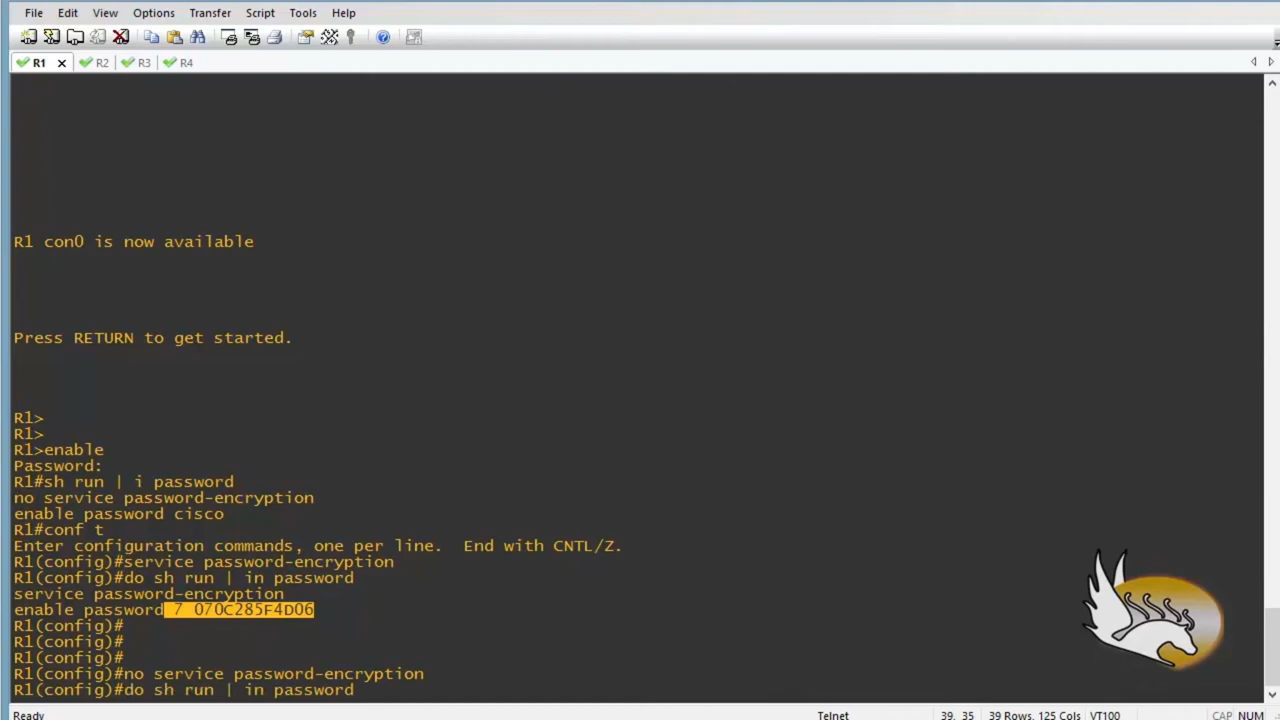 File Edit View Options Transfer Script Tools Help
R1 x R2 R3 R4
R1 con0 is now available
Press RETURN to get started.
R1>
R1>
R1>enable
Password:
R1#sh run | i password
no service password-encryption
enable password cisco
R1#conf t
Enter configuration commands, one per line.  End with CNTL/Z.
R1(config)#service password-encryption
R1(config)#do sh run | in password
service password-encryption
enable password 7 070C285F4D06
R1(config)#
R1(config)#
R1(config)#
R1(config)#no service password-encryption
R1(config)#do sh run | in password
Ready Telnet 39, 35 39 Rows, 125 Cols VT100 CAP NUM